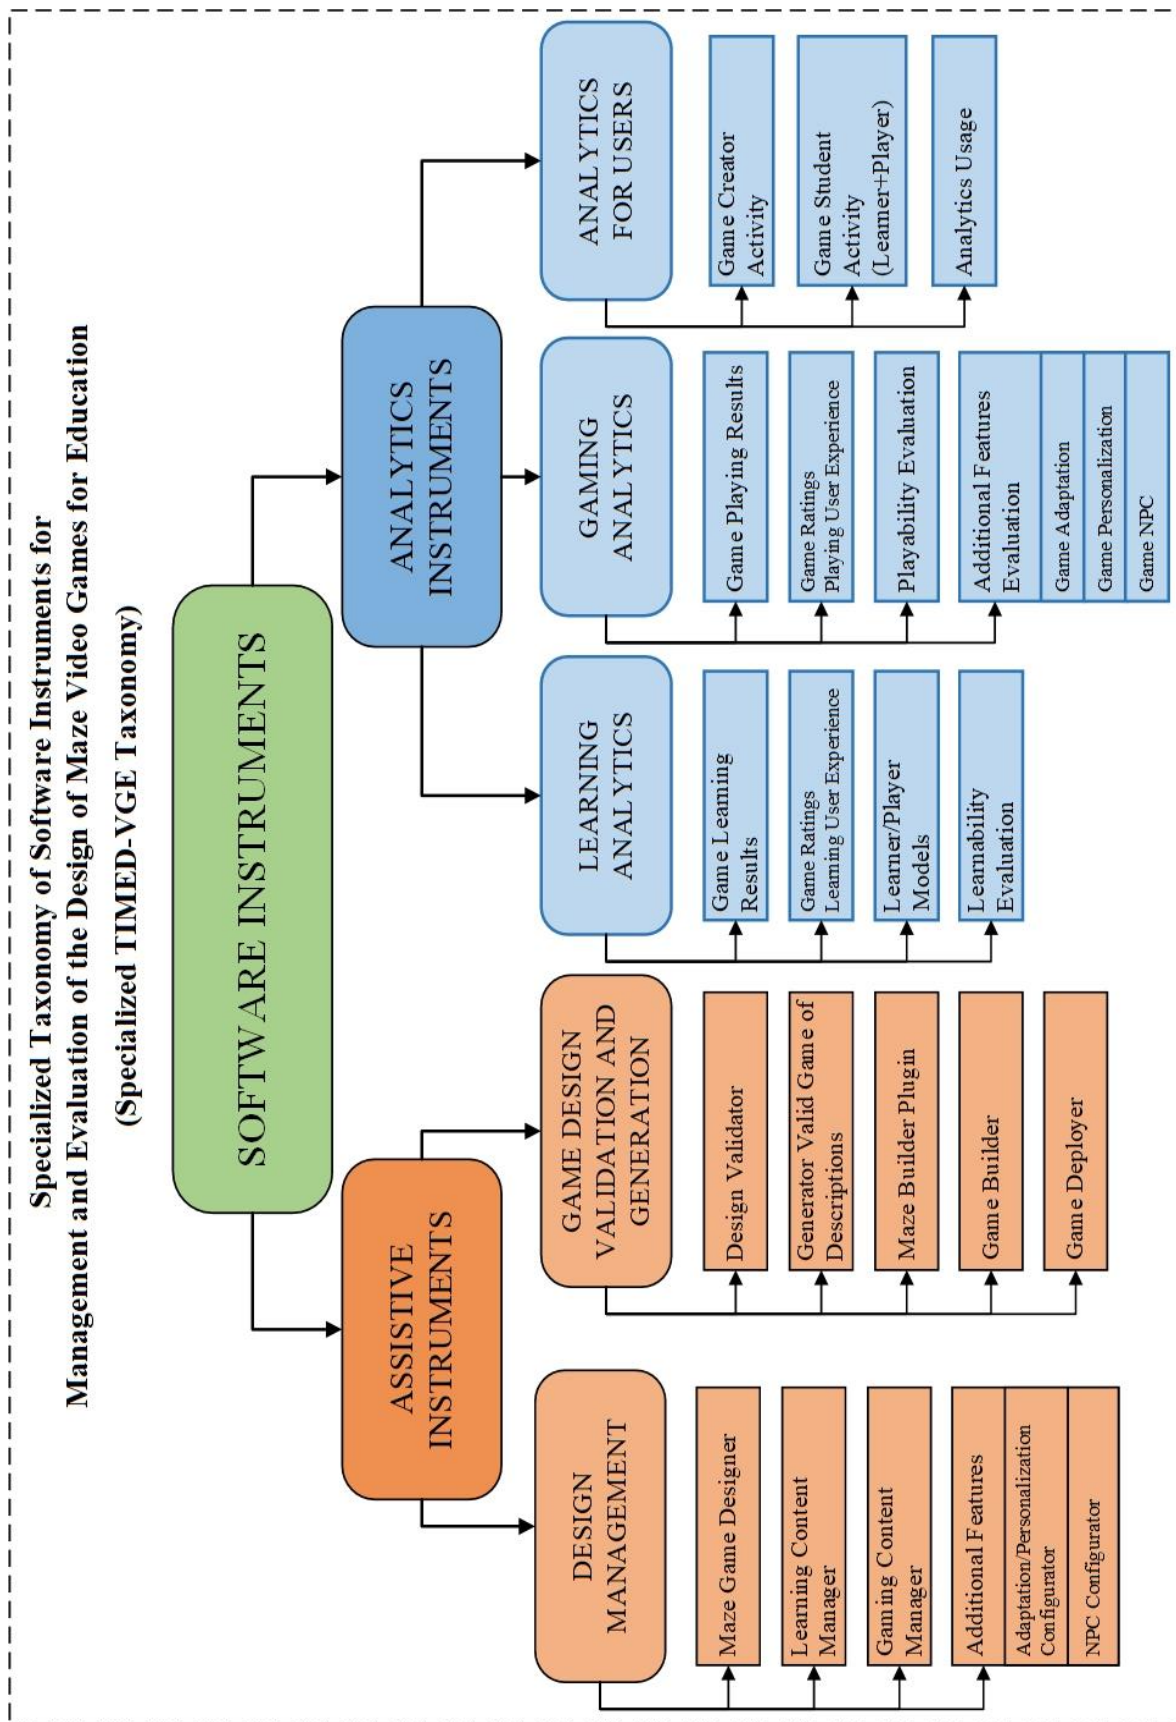 Specialized Taxonomy of Software Instruments for
Management and Evaluation of the Design of Maze Video Games for Education
(Specialized TIMED-VGE Taxonomy)
SOFTWARE INSTRUMENTS
ASSISTIVE
INSTRUMENTS
ANALYTICS
INSTRUMENTS
DESIGN
MANAGEMENT
Maze Game Designer
Learning Content
Manager
Gaming Content
Manager
Additional Features
Adaptation/Personalization
Configurator
NPC Configurator
GAME DESIGN
VALIDATION AND
GENERATION
Design Validator
Generator Valid Game of
Descriptions
Maze Builder Plugin
Game Builder
Game Deployer
LEARNING
ANALYTICS
Game Learning
Results
Game Ratings
Learning User Experience
Learner/Player
Models
Learnability
Evaluation
GAMING
ANALYTICS
Game Playing Results
Game Ratings
Playing User Experience
Playability Evaluation
Additional Features
Evaluation
Game Adaptation
Game Personalization
Game NPC
ANALYTICS
FOR USERS
Game Creator
Activity
Game Student
Activity
(Learner+Player)
Analytics Usage